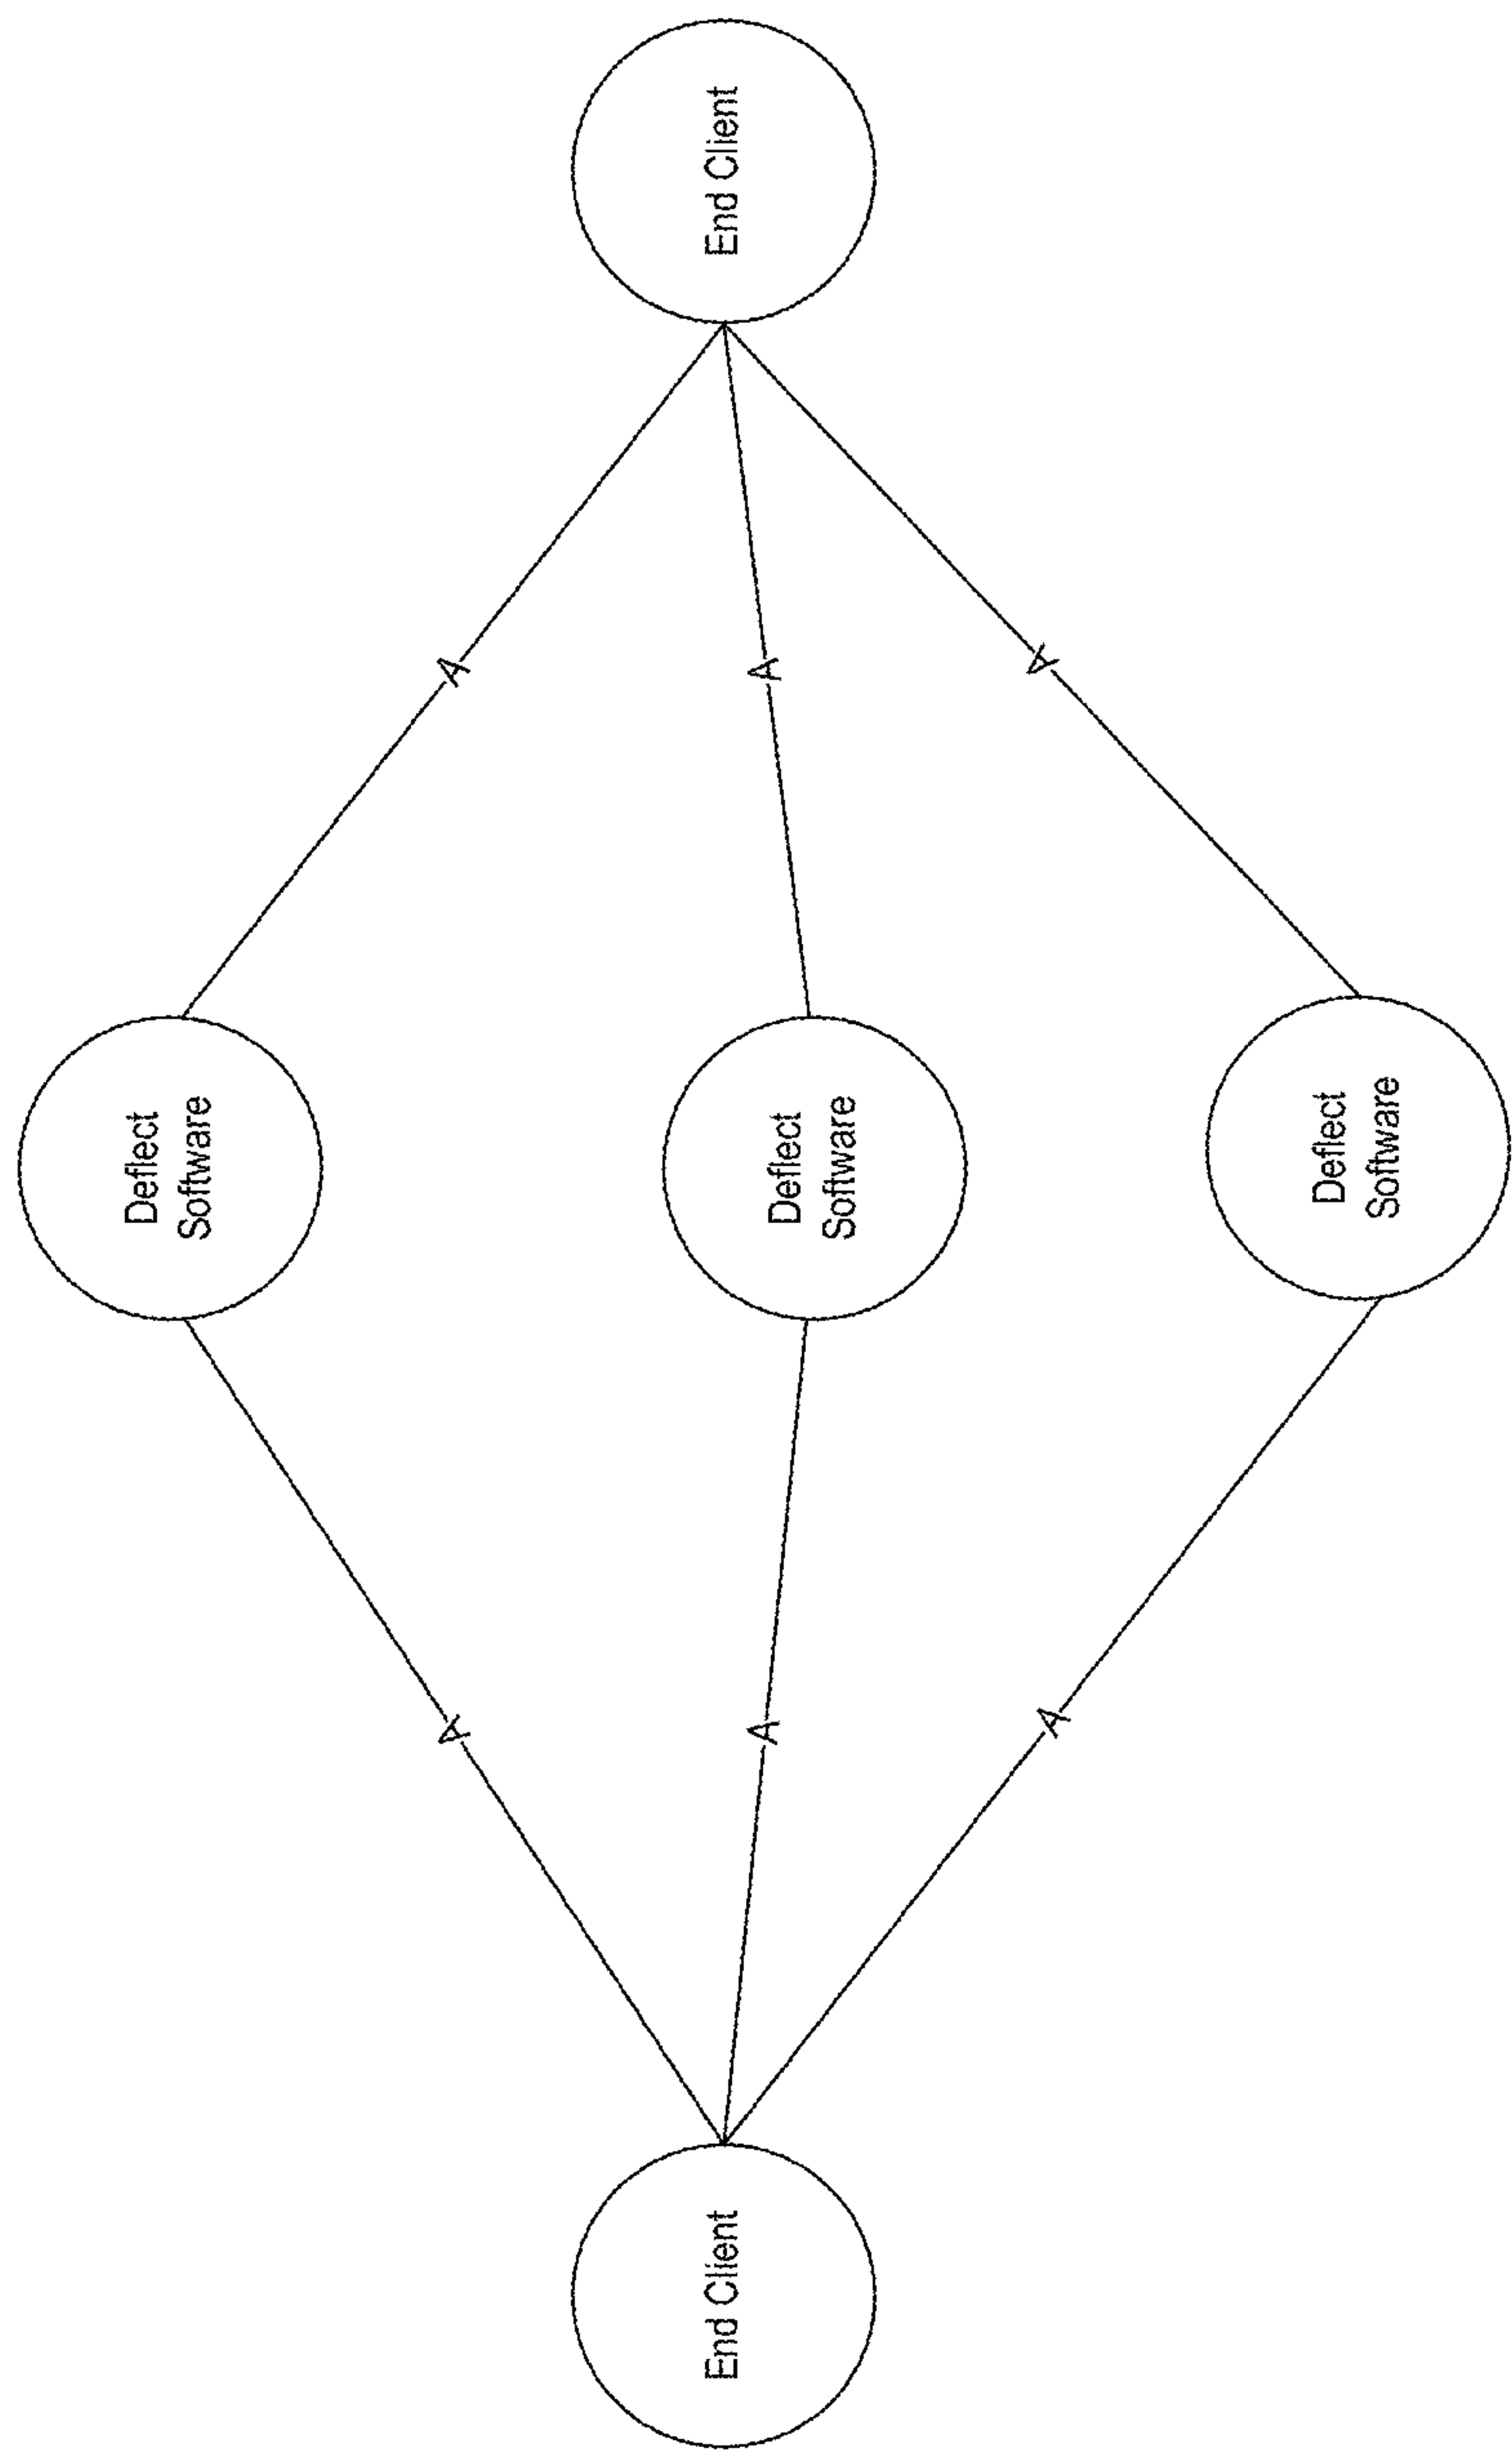 Deflect
Software
A
A
End Client
End Client
A
A
Deflect
Software
A
A
Deflect
Software